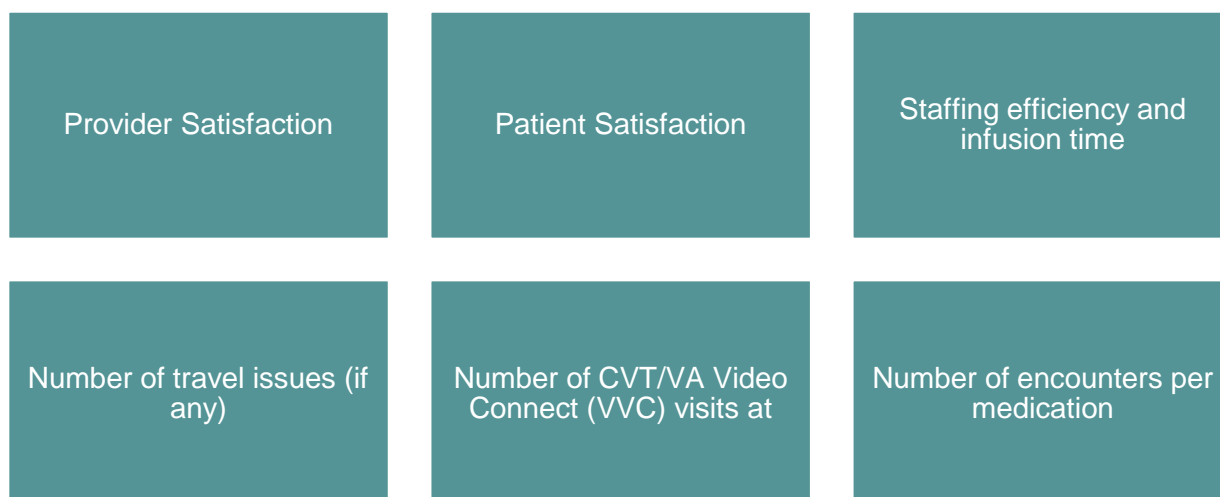 Provider Satisfaction
Patient Satisfaction
Staffing efficiency and
infusion time
Number of travel issues (if
any)
Number of CVT/VA Video
Connect (VVC) visits at
Number of encounters per
medication